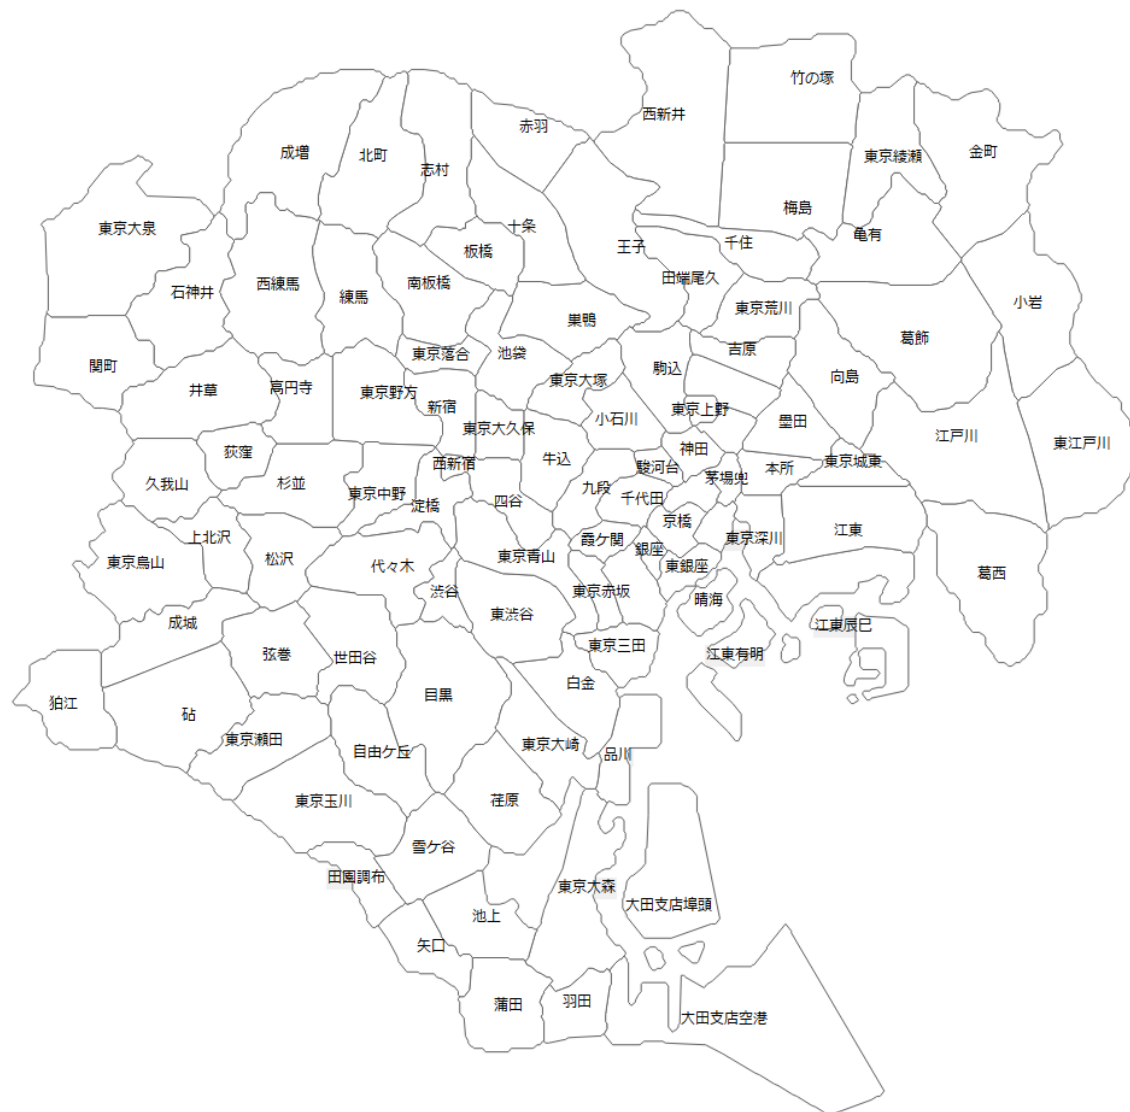 竹の塚
西新井
赤羽
成増
北町
東京綾瀬
金町
志村
梅島
東京大泉
十条
亀有
千住
王子
板橋
田端尾久
西練馬
南板橋
石神井
練馬
小岩
東京荒川
巣鴨
葛飾
吉原
東京落合
池袋
関町
駒込
向島
東京大塚
高円寺
井草
東京野方
新宿
東京上野
小石川
墨田
東京大久保
江戸川
東江戸川
神田
荻窪
牛込
西新宿
駿河台
東京城東
本所
茅場兜
久我山
杉並
東京中野
九段
千代田
四谷
淀橋
京橋
江東
上北沢
東京深川
霞ケ関
銀座
東京烏山
松沢
東京青山
代々木
東銀座
葛西
渋谷
東京赤坂
晴海
東渋谷
成城
江東辰巳
東京三田
弦巻
世田谷
江東有明
白金
目黒
狛江
砧
東京瀬田
東京大崎
自由ケ丘
品川
東京玉川
荏原
雪ケ谷
田園調布
東京大森
大田支店埠頭
池上
矢口
羽田
蒲田
大田支店空港